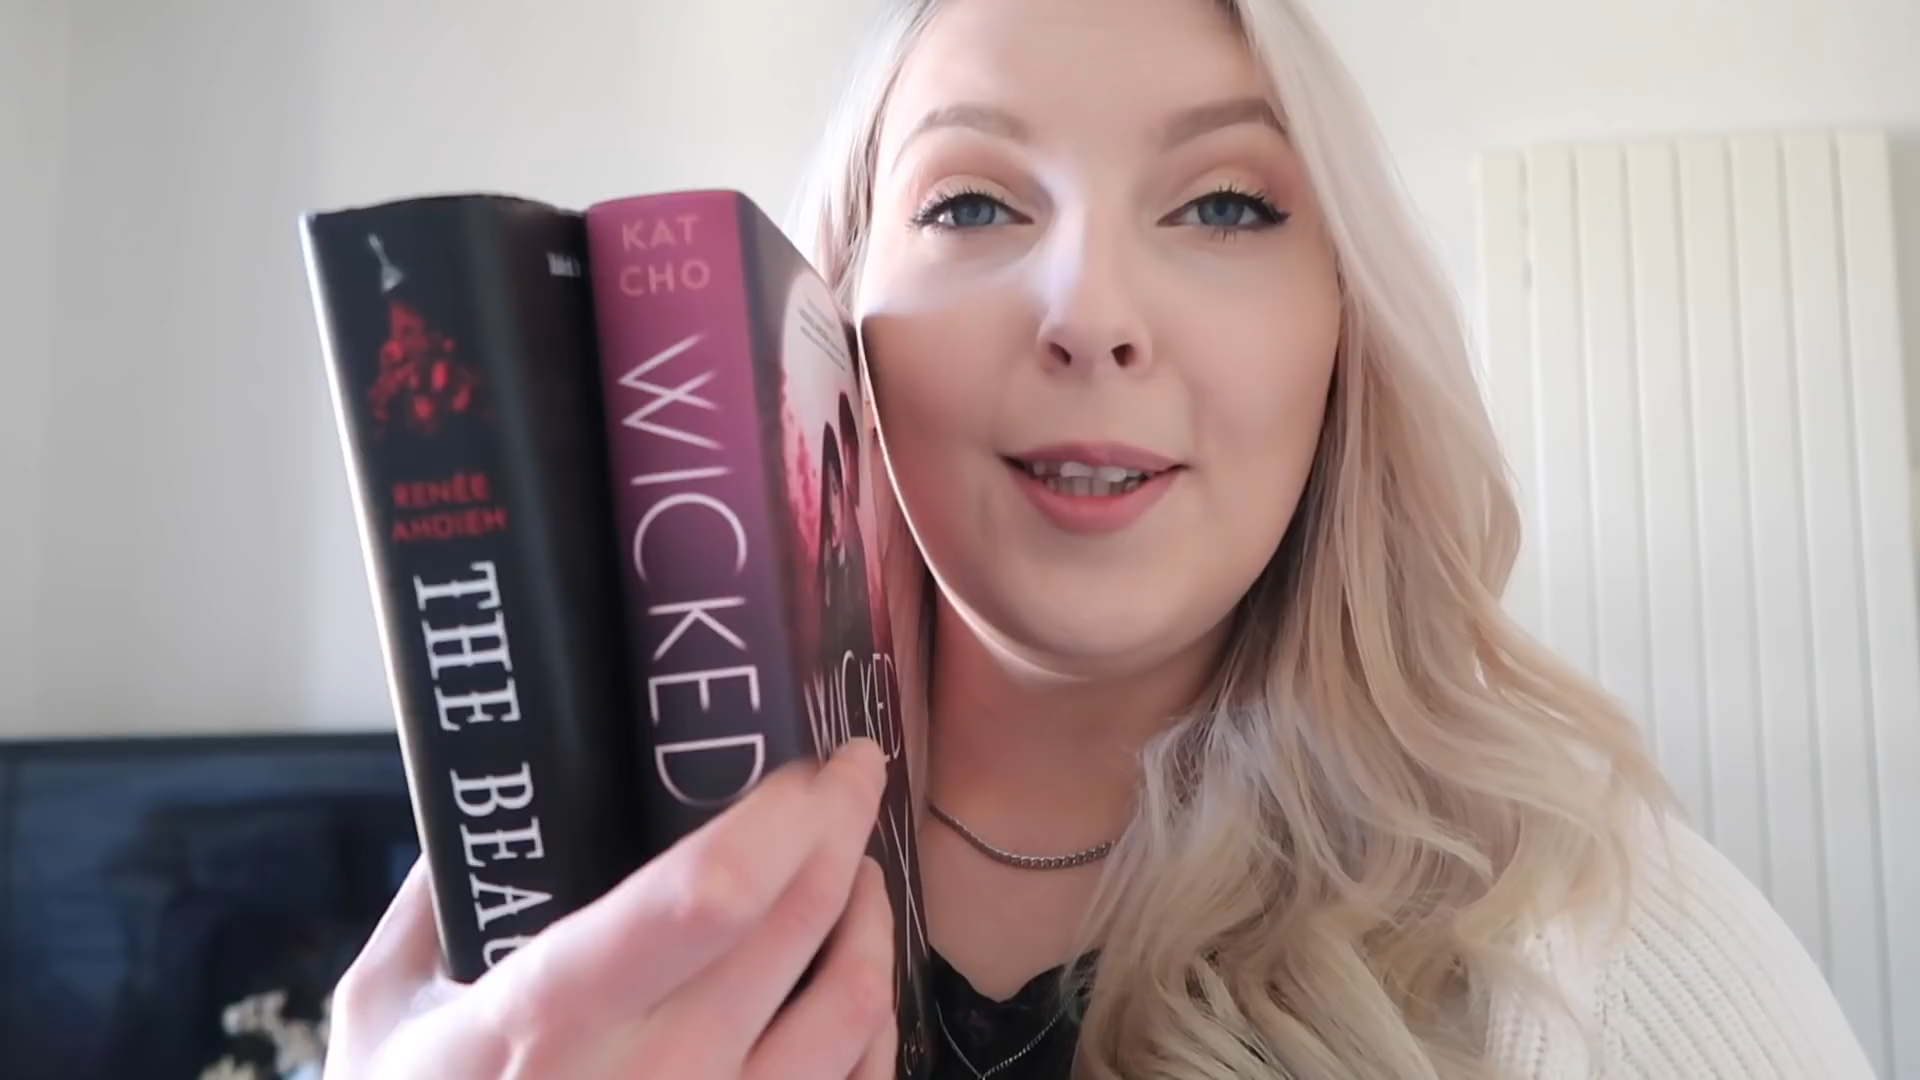 RENÉE
AHDIEH
THE BEAU
KAT
CHO
WICKED
WICKED